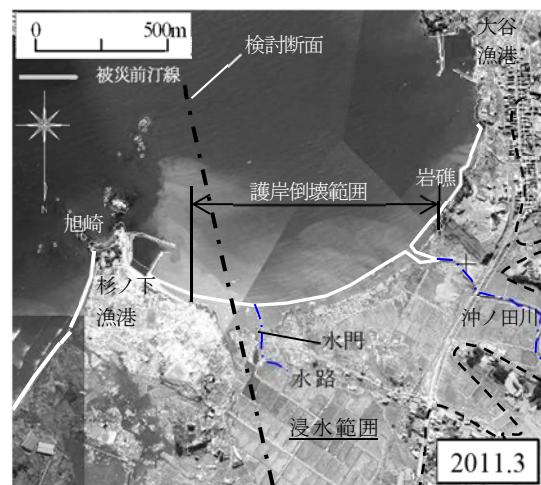 0 500m
被災前汀線
N
検討断面
大谷
漁港
岩礁
護岸倒壊範囲
旭崎
杉ノ下
漁港
沖ノ田川
水門
水路
浸水範囲
2011.3